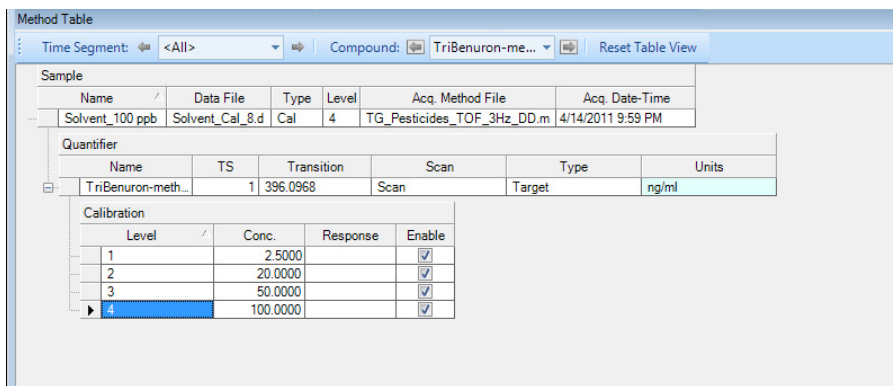 Method Table
Time Segment: <All> Compound: TriBenuron-me... Reset Table View
Sample
Name Data File Type Level Acq. Method File Acq. Date-Time
Solvent_100 ppb Solvent_Cal_8.d Cal 4 TG_Pesticides_TOF_3Hz_DD.m 4/14/2011 9:59 PM
Quantifier
Name TS Transition Scan Type Units
TriBenuron-meth... 1 396.0968 Scan Target ng/ml
Calibration
Level Conc. Response Enable
1 2.5000
2 20.0000
3 50.0000
4 100.0000